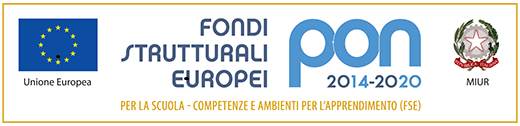 FONDI
STRUTTURALI
EUROPEI
pon
2014-2020
Unione Europea
MIUR
PER LA SCUOLA - COMPETENZE E AMBIENTI PER L'APPRENDIMENTO (FSE)